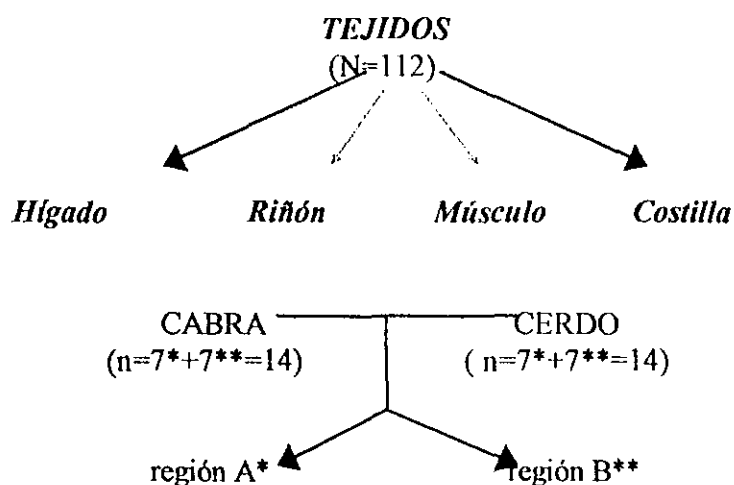 TEJIDOS
(N=112)
Hígado Riñón Músculo Costilla
CABRA CERDO
(n=7*+7**=14) ( n=7*+7**=14)
región A* región B**